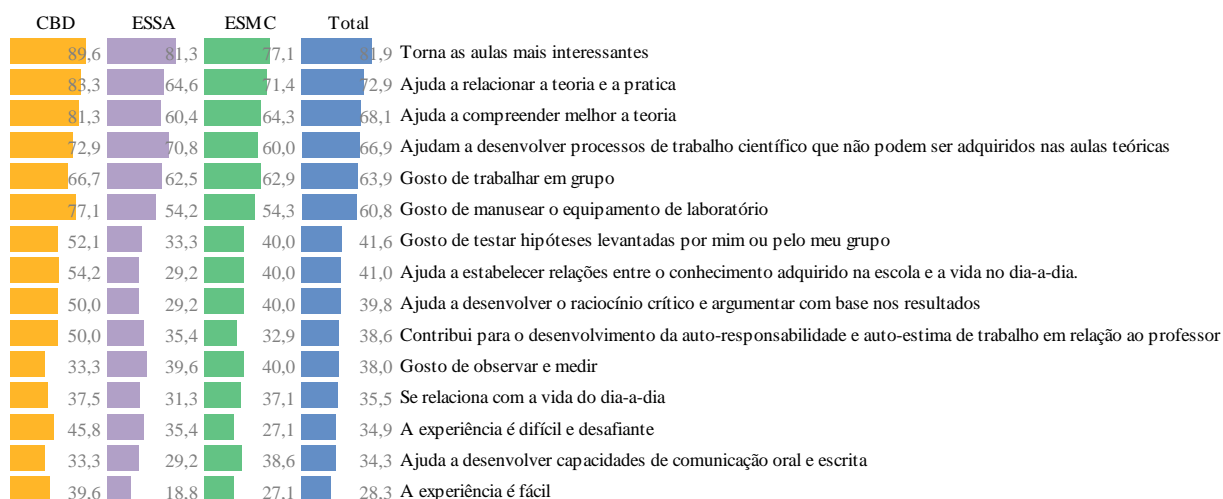 CBD ESSA ESMC Total
89,6 81,3 77,1 81,9 Torna as aulas mais interessantes
83,3 64,6 71,4 72,9 Ajuda a relacionar a teoria e a pratica
81,3 60,4 64,3 68,1 Ajuda a compreender melhor a teoria
72,9 70,8 60,0 66,9 Ajudam a desenvolver processos de trabalho científico que não podem ser adquiridos nas aulas teóricas
66,7 62,5 62,9 63,9 Gosto de trabalhar em grupo
77,1 54,2 54,3 60,8 Gosto de manusear o equipamento de laboratório
52,1 33,3 40,0 41,6 Gosto de testar hipóteses levantadas por mim ou pelo meu grupo
54,2 29,2 40,0 41,0 Ajuda a estabelecer relações entre o conhecimento adquirido na escola e a vida no dia-a-dia.
50,0 29,2 40,0 39,8 Ajuda a desenvolver o raciocínio crítico e argumentar com base nos resultados
50,0 35,4 32,9 38,6 Contribui para o desenvolvimento da auto-responsabilidade e auto-estima de trabalho em relação ao professor
33,3 39,6 40,0 38,0 Gosto de observar e medir
37,5 31,3 37,1 35,5 Se relaciona com a vida do dia-a-dia
45,8 35,4 27,1 34,9 A experiência é difícil e desafiante
33,3 29,2 38,6 34,3 Ajuda a desenvolver capacidades de comunicação oral e escrita
39,6 18,8 27,1 28,3 A experiência é fácil